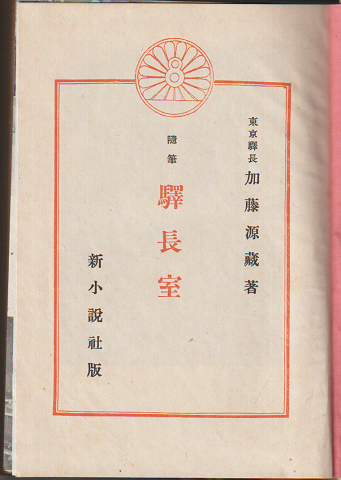 東京驛長 加藤源藏著
隨筆
驛長室
新小說社版